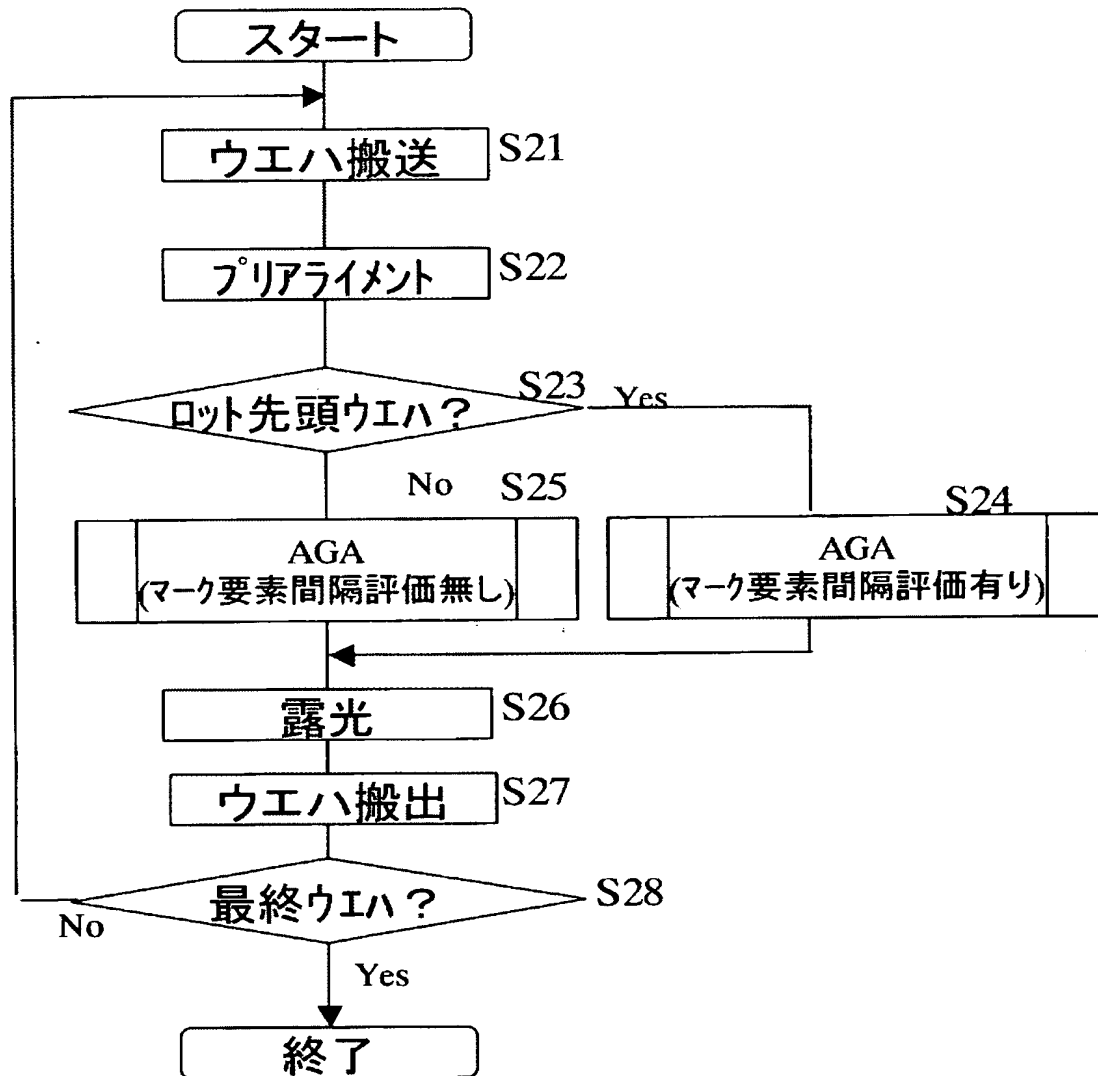 スタート
ウエハ搬送 S21
プリアライメント S22
ロット先頭ウエハ？ S23 Yes
No S25 S24
AGA
(マーク要素間隔評価無し)
AGA
(マーク要素間隔評価有り)
露光 S26
ウエハ搬出 S27
最終ウエハ？ S28
No
Yes
終了